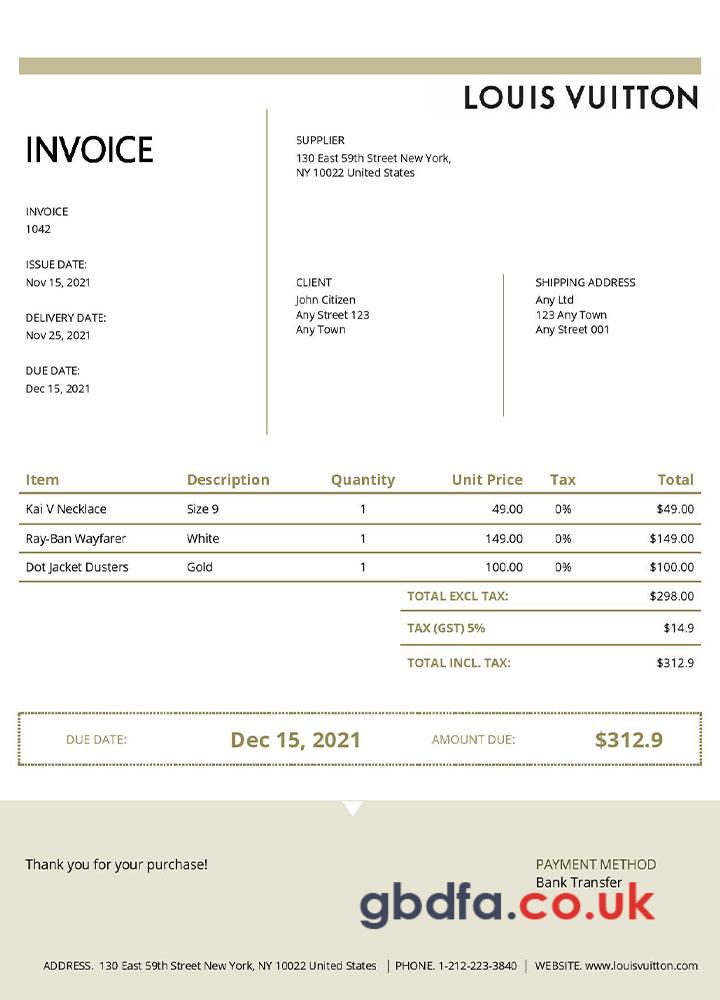 LOUIS VUITTON
INVOICE
SUPPLIER
130 East 59th Street New York,
NY 10022 United States
INVOICE
1042
ISSUE DATE:
Nov 15, 2021
DELIVERY DATE:
Nov 25, 2021
DUE DATE:
Dec 15, 2021
CLIENT
John Citizen
Any Street 123
Any Town
SHIPPING ADDRESS
Any Ltd
123 Any Town
Any Street 001
Item Description Quantity Unit Price Tax Total
Kai V Necklace Size 9 1 49.00 0% $49.00
Ray-Ban Wayfarer White 1 149.00 0% $149.00
Dot Jacket Dusters Gold 1 100.00 0% $100.00
TOTAL EXCL TAX: $298.00
TAX (GST) 5% $14.9
TOTAL INCL. TAX: $312.9
DUE DATE: Dec 15, 2021 AMOUNT DUE: $312.9
Thank you for your purchase!
PAYMENT METHOD
Bank Transfer
gbdfa.co.uk
ADDRESS. 130 East 59th Street New York, NY 10022 United States | PHONE. 1-212-223-3840 | WEBSITE. www.louisvuitton.com